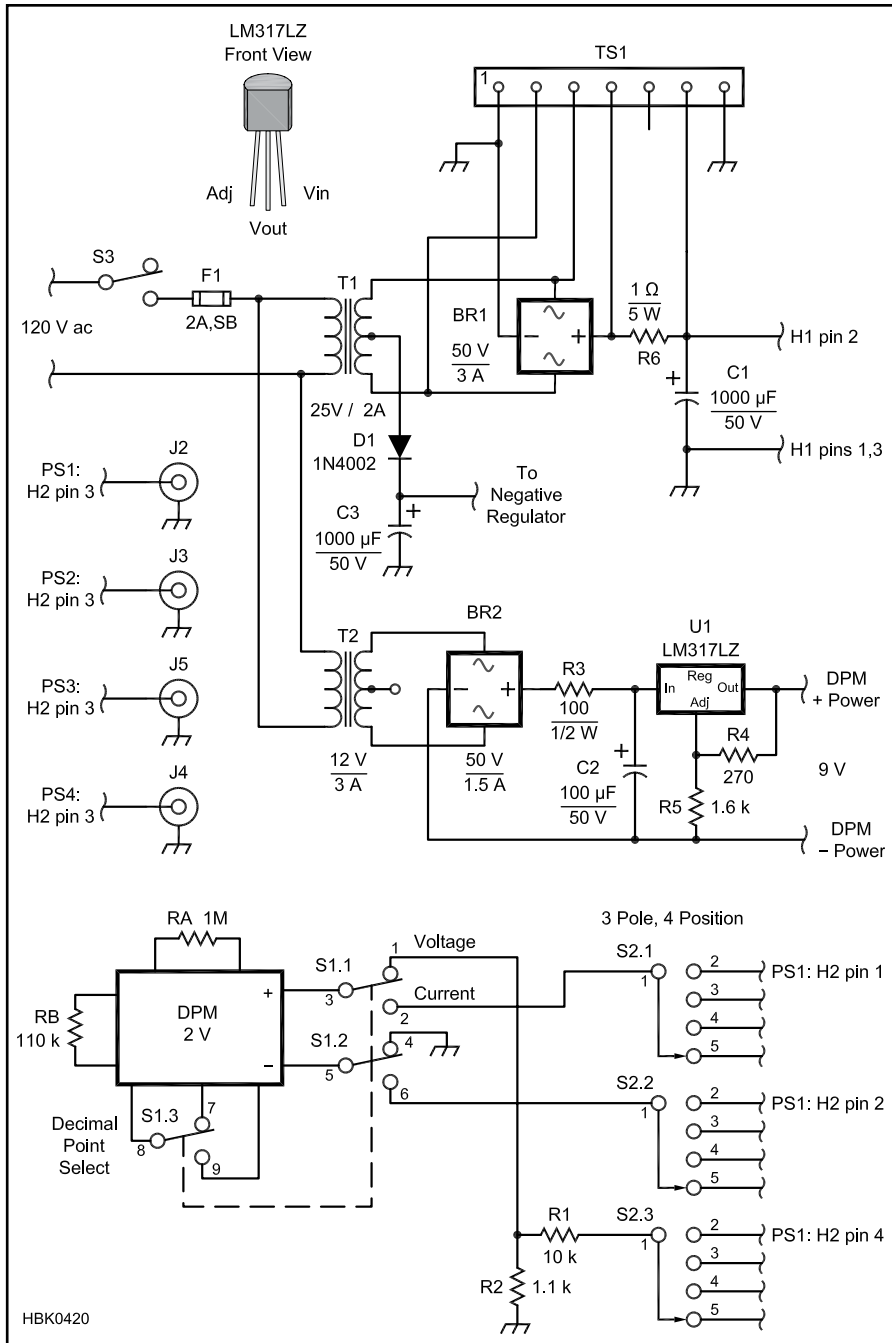 LM317LZ
Front View
Adj
Vin
Vout
TS1
1
S3
F1
2A,SB
120 V ac
T1
25V / 2A
BR1
50 V
3 A
1 Ω
5 W
R6
H1 pin 2
C1
1000 µF
50 V
H1 pins 1,3
D1
1N4002
To
Negative
Regulator
C3
1000 µF
50 V
PS1:
H2 pin 3
J2
PS2:
H2 pin 3
J3
PS3:
H2 pin 3
J5
PS4:
H2 pin 3
J4
T2
12 V
3 A
BR2
50 V
1.5 A
R3
100
1/2 W
C2
100 µF
50 V
U1
LM317LZ
In
Reg
Out
Adj
R4
270
R5
1.6 k
DPM
+ Power
9 V
DPM
– Power
RA 1M
RB
110 k
DPM
2 V
+
–
S1.1
3
1
Voltage
2
Current
S1.2
5
4
6
Decimal
Point
Select
S1.3
8
7
9
3 Pole, 4 Position
S2.1
1
2
3
4
5
PS1: H2 pin 1
S2.2
1
2
3
4
5
PS1: H2 pin 2
S2.3
1
2
3
4
5
PS1: H2 pin 4
R1
10 k
R2
1.1 k
HBK0420